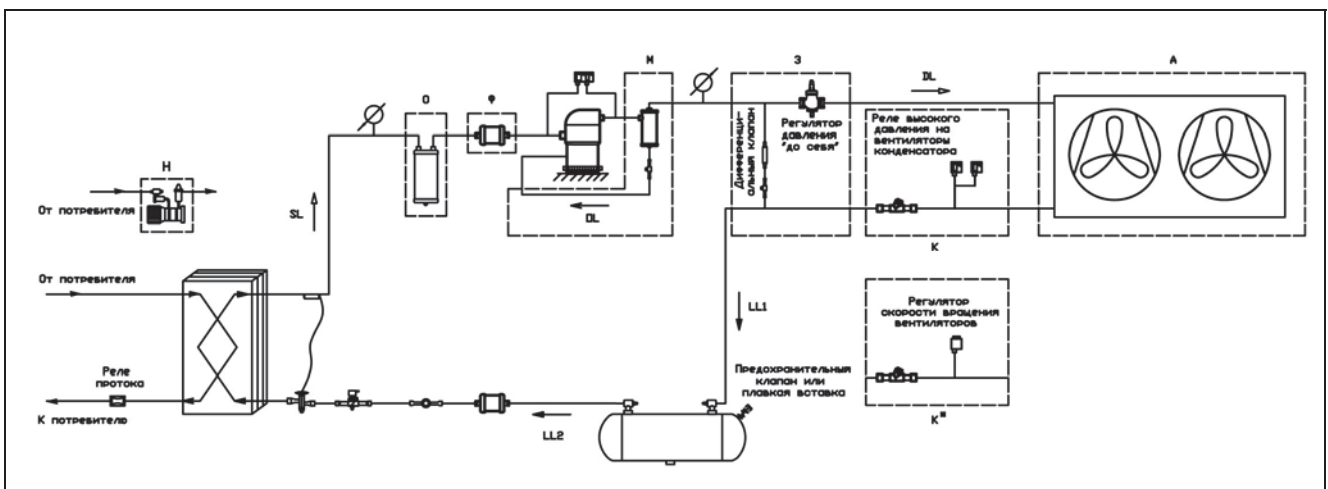 М
З
А
О
Ф
DL
Регулятор
давления
"до себя"
Дифференци-
альный клапан
Реле высокого
давления на
вентиляторы
конденсатора
Н
От потребителя
SL
OL
К
От потребителя
LL1
Регулятор
скорости вращения
вентиляторов
Реле
протока
Предохранительный
клапан или
плавкая вставка
К потребителю
LL2
К*